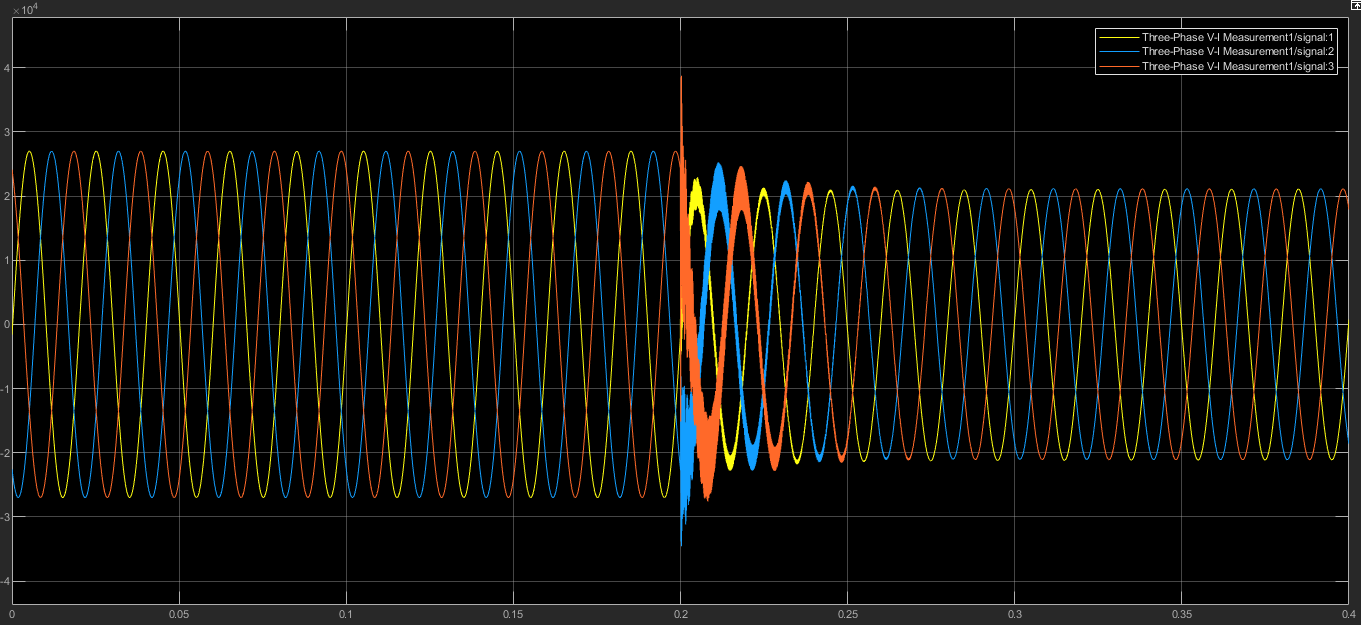 ×10⁴
Three-Phase V-I Measurement1/signal:1
Three-Phase V-I Measurement1/signal:2
Three-Phase V-I Measurement1/signal:3
4
3
2
1
0
-1
-2
-3
-4
0 0.05 0.1 0.15 0.2 0.25 0.3 0.35 0.4